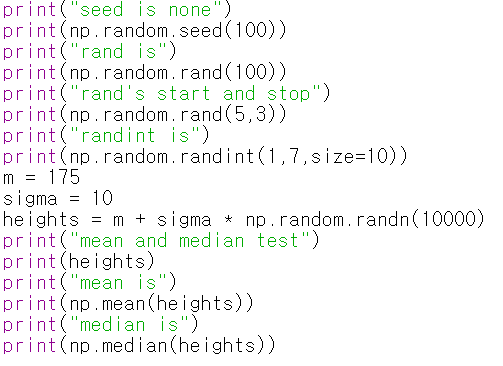 print("seed is none")
print(np.random.seed(100))
print("rand is")
print(np.random.rand(100))
print("rand's start and stop")
print(np.random.rand(5,3))
print("randint is")
print(np.random.randint(1,7,size=10))
m = 175
sigma = 10
heights = m + sigma * np.random.randn(10000)
print("mean and median test")
print(heights)
print("mean is")
print(np.mean(heights))
print("median is")
print(np.median(heights))